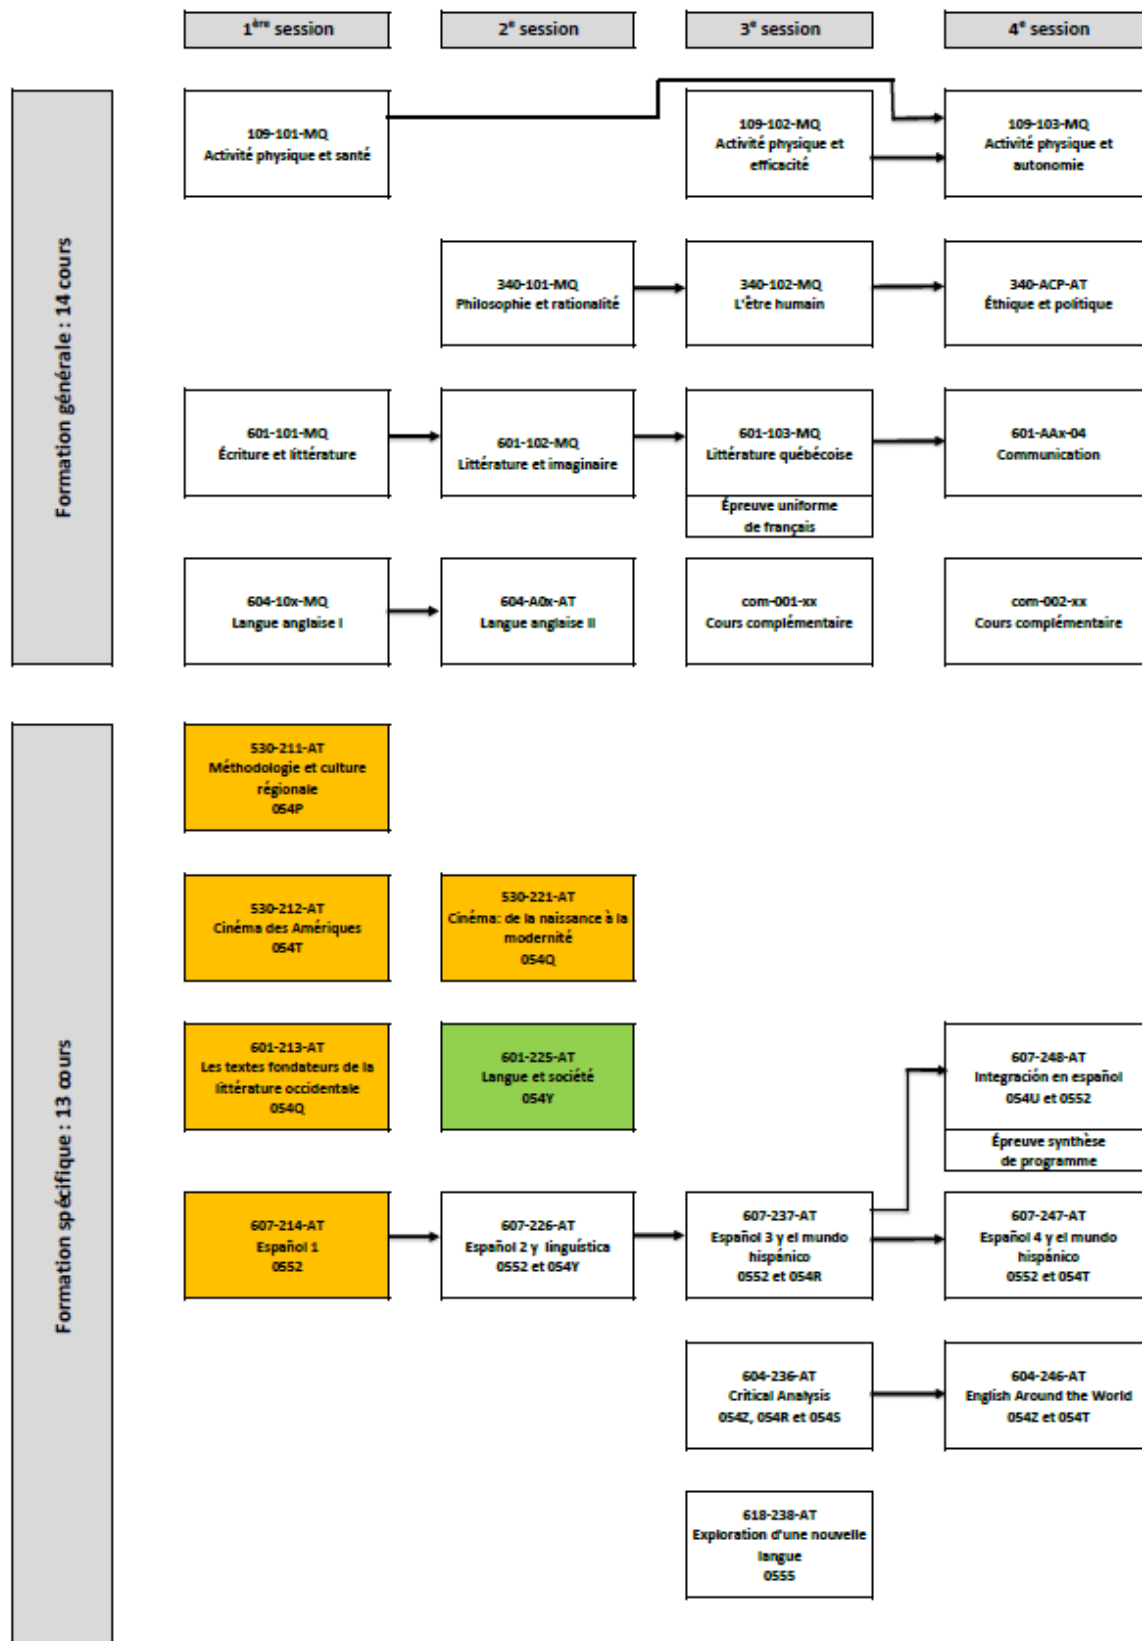 1ère session
2e session
3e session
4e session
Formation générale : 14 cours
109-101-MQ
Activité physique et santé
109-102-MQ
Activité physique et
efficacité
109-103-MQ
Activité physique et
autonomie
340-101-MQ
Philosophie et rationalité
340-102-MQ
L'être humain
340-ACP-AT
Éthique et politique
601-101-MQ
Écriture et littérature
601-102-MQ
Littérature et imaginaire
601-103-MQ
Littérature québécoise
Épreuve uniforme
de français
601-AAx-04
Communication
604-10x-MQ
Langue anglaise I
604-A0x-AT
Langue anglaise II
com-001-xx
Cours complémentaire
com-002-xx
Cours complémentaire
Formation spécifique : 13 cours
530-211-AT
Méthodologie et culture
régionale
054P
530-212-AT
Cinéma des Amériques
054T
530-221-AT
Cinéma: de la naissance à la
modernité
054Q
601-213-AT
Les textes fondateurs de la
littérature occidentale
054Q
601-225-AT
Langue et société
054Y
607-248-AT
Integración en español
054U et 0552
Épreuve synthèse
de programme
607-214-AT
Español 1
0552
607-226-AT
Español 2 y linguística
0552 et 054Y
607-237-AT
Español 3 y el mundo
hispánico
0552 et 054R
607-247-AT
Español 4 y el mundo
hispánico
0552 et 054T
604-236-AT
Critical Analysis
054Z, 054R et 054S
604-246-AT
English Around the World
054Z et 054T
618-238-AT
Exploration d'une nouvelle
langue
0555